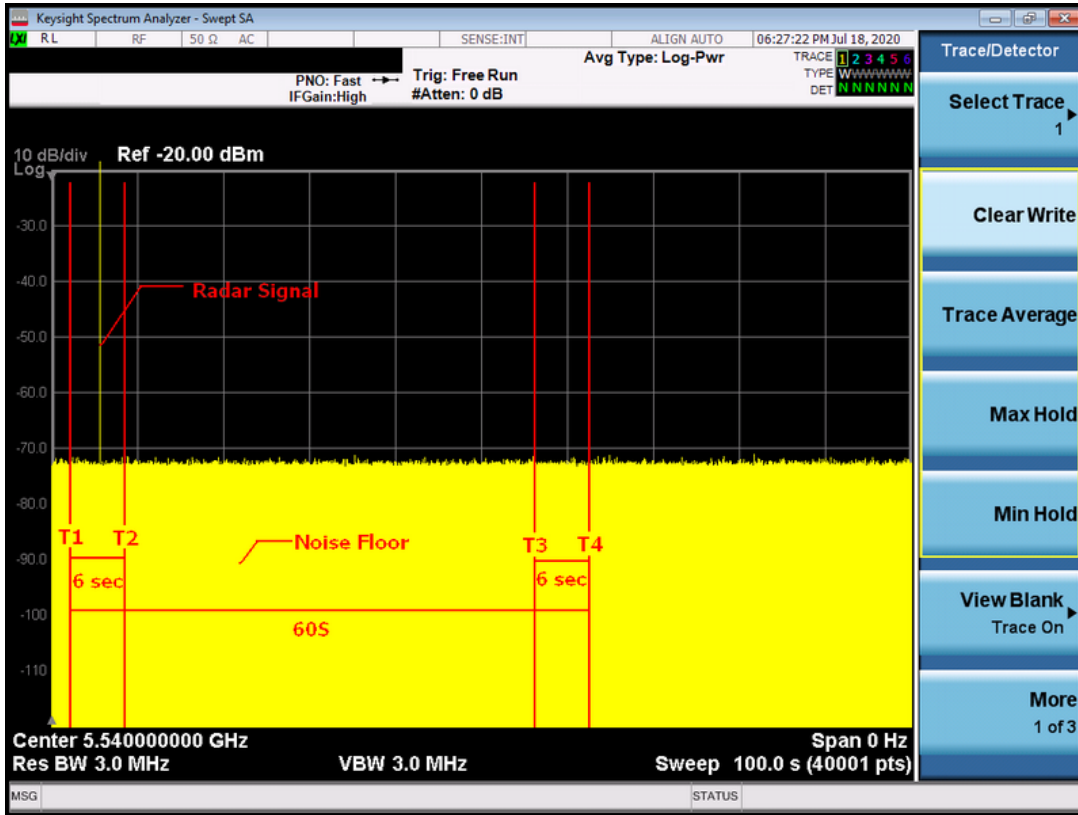 Keysight Spectrum Analyzer - Swept SA
LXI RL RF 50 Ω AC SENSE:INT ALIGN AUTO 06:27:22 PM Jul 18, 2020
PNO: Fast
IFGain:High
Trig: Free Run
#Atten: 0 dB
Avg Type: Log-Pwr
TRACE 1 2 3 4 5 6
TYPE WWWWWW
DET N N N N N N
10 dB/div Ref -20.00 dBm
Log
-30.0
-40.0
-50.0
-60.0
-70.0
-80.0
-90.0
-100
-110
Radar Signal
T1 T2 T3 T4
Noise Floor
6 sec 6 sec
60S
Center 5.540000000 GHz Span 0 Hz
Res BW 3.0 MHz VBW 3.0 MHz Sweep 100.0 s (40001 pts)
MSG STATUS
Trace/Detector
Select Trace
1
Clear Write
Trace Average
Max Hold
Min Hold
View Blank
Trace On
More
1 of 3